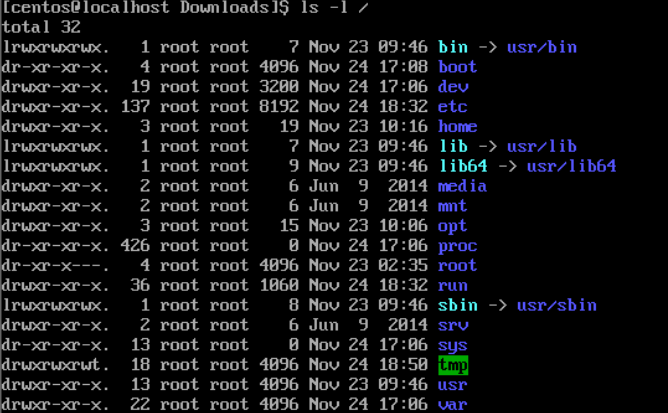 [centos@localhost Downloads]$ ls -l /
total 32
lrwxrwxrwx.   1 root root    7 Nov 23 09:46 bin -> usr/bin
dr-xr-xr-x.   4 root root 4096 Nov 24 17:08 boot
drwxr-xr-x.  19 root root 3200 Nov 24 17:06 dev
drwxr-xr-x. 137 root root 8192 Nov 24 18:32 etc
drwxr-xr-x.   3 root root   19 Nov 23 10:16 home
lrwxrwxrwx.   1 root root    7 Nov 23 09:46 lib -> usr/lib
lrwxrwxrwx.   1 root root    9 Nov 23 09:46 lib64 -> usr/lib64
drwxr-xr-x.   2 root root    6 Jun  9  2014 media
drwxr-xr-x.   2 root root    6 Jun  9  2014 mnt
drwxr-xr-x.   3 root root   15 Nov 23 10:06 opt
dr-xr-xr-x. 426 root root    0 Nov 24 17:06 proc
dr-xr-x---.   4 root root 4096 Nov 23 02:35 root
drwxr-xr-x.  36 root root 1060 Nov 24 18:32 run
lrwxrwxrwx.   1 root root    8 Nov 23 09:46 sbin -> usr/sbin
drwxr-xr-x.   2 root root    6 Jun  9  2014 srv
dr-xr-xr-x.  13 root root    0 Nov 24 17:06 sys
drwxrwxrwt.  18 root root 4096 Nov 24 18:50 tmp
drwxr-xr-x.  13 root root 4096 Nov 23 09:46 usr
drwxr-xr-x.  22 root root 4096 Nov 24 17:06 var